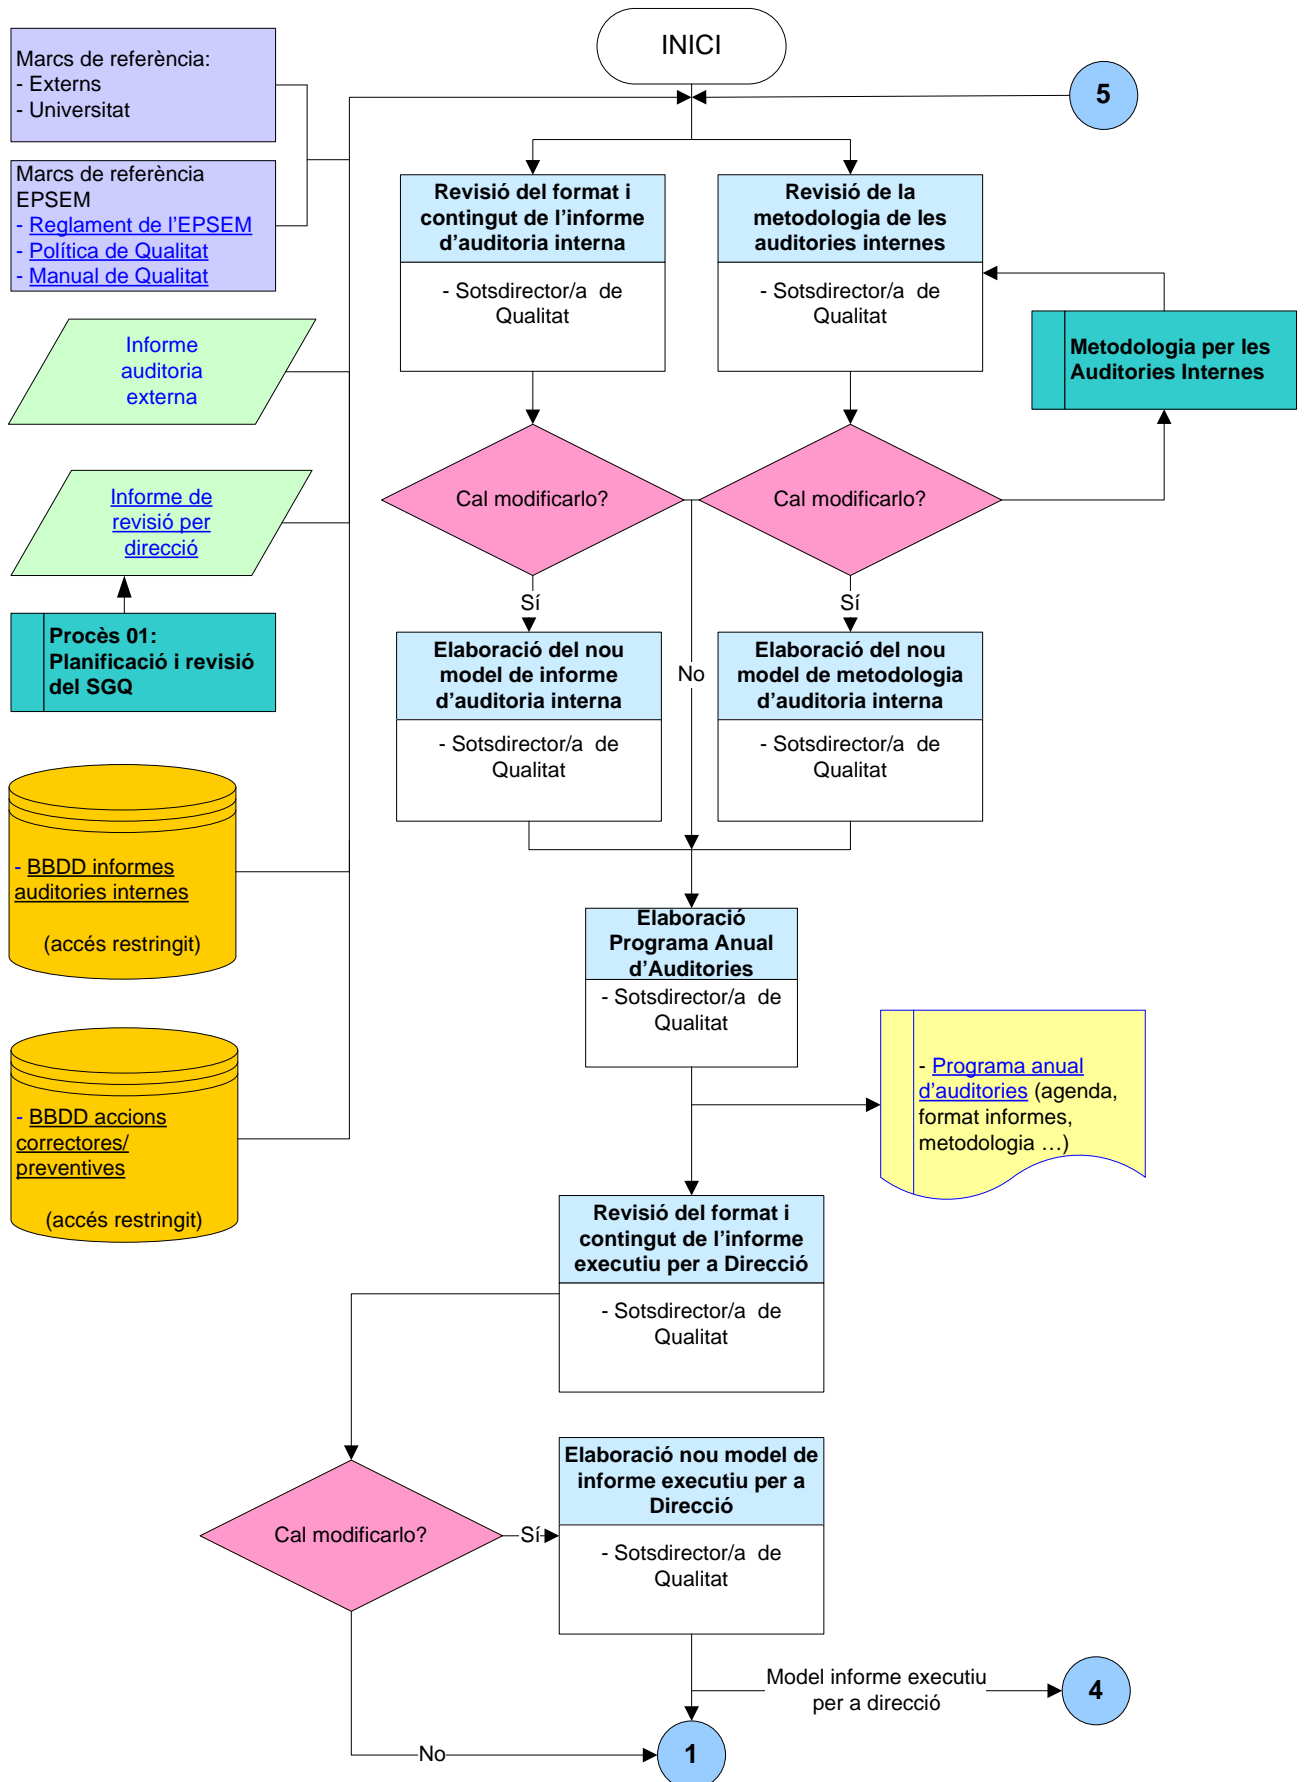 INICI
5
Marcs de referència:
- Externs
- Universitat
Marcs de referència
EPSEM
- Reglament de l’EPSEM
- Política de Qualitat
- Manual de Qualitat
Revisió del format i
contingut de l’informe
d’auditoria interna
- Sotsdirector/a de
Qualitat
Revisió de la
metodologia de les
auditories internes
- Sotsdirector/a de
Qualitat
Metodologia per les
Auditories Internes
Informe
auditoria
externa
Cal modificarlo?
Cal modificarlo?
Informe de
revisió per
direcció
Sí
Sí
Procès 01:
Planificació i revisió
del SGQ
Elaboració del nou
model de informe
d’auditoria interna
- Sotsdirector/a de
Qualitat
No
Elaboració del nou
model de metodologia
d’auditoria interna
- Sotsdirector/a de
Qualitat
- BBDD informes
auditories internes
(accés restringit)
Elaboració
Programa Anual
d’Auditories
- Sotsdirector/a de
Qualitat
- Programa anual
d’auditories (agenda,
format informes,
metodologia …)
- BBDD accions
correctores/
preventives
(accés restringit)
Revisió del format i
contingut de l’informe
executiu per a Direcció
- Sotsdirector/a de
Qualitat
Cal modificarlo?
Sí
Elaboració nou model de
informe executiu per a
Direcció
- Sotsdirector/a de
Qualitat
Model informe executiu
per a direcció
4
No
1